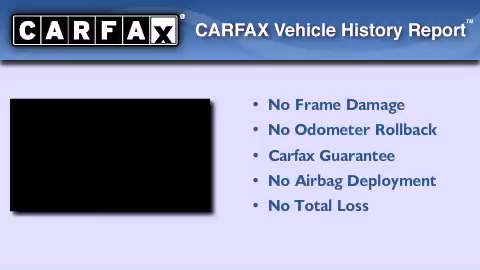 CARFAX® CARFAX Vehicle History Report™
• No Frame Damage
• No Odometer Rollback
• Carfax Guarantee
• No Airbag Deployment
• No Total Loss